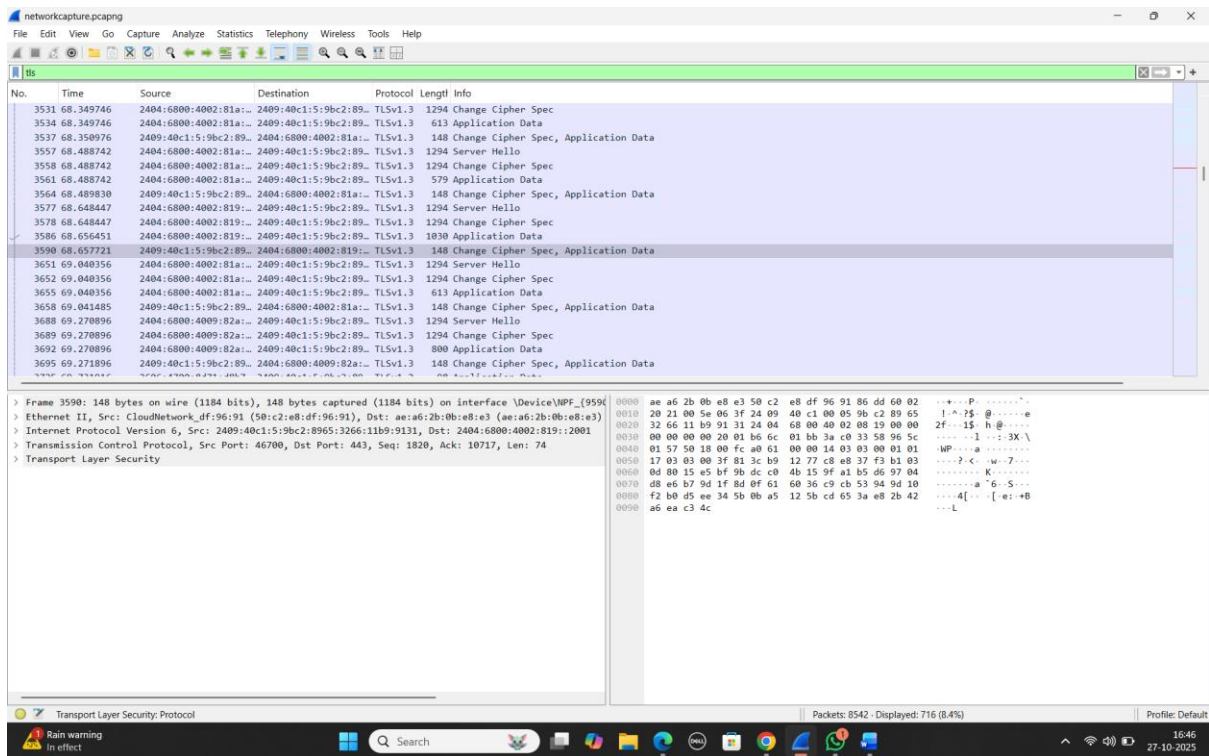 networkcapture.pcapng
File Edit View Go Capture Analyze Statistics Telephony Wireless Tools Help
tls
No. Time Source Destination Protocol Lengtl Info
3531 68.349746 2404:6800:4002:81a:… 2409:40c1:5:9bc2:89… TLSv1.3 1294 Change Cipher Spec
3534 68.349746 2404:6800:4002:81a:… 2409:40c1:5:9bc2:89… TLSv1.3 613 Application Data
3537 68.350976 2409:40c1:5:9bc2:89… 2404:6800:4002:81a:… TLSv1.3 148 Change Cipher Spec, Application Data
3557 68.488742 2404:6800:4002:81a:… 2409:40c1:5:9bc2:89… TLSv1.3 1294 Server Hello
3558 68.488742 2404:6800:4002:81a:… 2409:40c1:5:9bc2:89… TLSv1.3 1294 Change Cipher Spec
3561 68.488742 2404:6800:4002:81a:… 2409:40c1:5:9bc2:89… TLSv1.3 579 Application Data
3564 68.489830 2409:40c1:5:9bc2:89… 2404:6800:4002:81a:… TLSv1.3 148 Change Cipher Spec, Application Data
3577 68.648447 2404:6800:4002:819:… 2409:40c1:5:9bc2:89… TLSv1.3 1294 Server Hello
3578 68.648447 2404:6800:4002:819:… 2409:40c1:5:9bc2:89… TLSv1.3 1294 Change Cipher Spec
3586 68.656451 2404:6800:4002:819:… 2409:40c1:5:9bc2:89… TLSv1.3 1030 Application Data
3590 68.657721 2409:40c1:5:9bc2:89… 2404:6800:4002:819:… TLSv1.3 148 Change Cipher Spec, Application Data
3651 69.040356 2404:6800:4002:81a:… 2409:40c1:5:9bc2:89… TLSv1.3 1294 Server Hello
3652 69.040356 2404:6800:4002:81a:… 2409:40c1:5:9bc2:89… TLSv1.3 1294 Change Cipher Spec
3655 69.040356 2404:6800:4002:81a:… 2409:40c1:5:9bc2:89… TLSv1.3 613 Application Data
3658 69.041485 2409:40c1:5:9bc2:89… 2404:6800:4002:81a:… TLSv1.3 148 Change Cipher Spec, Application Data
3688 69.270896 2404:6800:4009:82a:… 2409:40c1:5:9bc2:89… TLSv1.3 1294 Server Hello
3689 69.270896 2404:6800:4009:82a:… 2409:40c1:5:9bc2:89… TLSv1.3 1294 Change Cipher Spec
3692 69.270896 2404:6800:4009:82a:… 2409:40c1:5:9bc2:89… TLSv1.3 800 Application Data
3695 69.271896 2409:40c1:5:9bc2:89… 2404:6800:4009:82a:… TLSv1.3 148 Change Cipher Spec, Application Data
> Frame 3590: 148 bytes on wire (1184 bits), 148 bytes captured (1184 bits) on interface \Device\NPF_{959(
> Ethernet II, Src: CloudNetwork_df:96:91 (50:c2:e8:df:96:91), Dst: ae:a6:2b:0b:e8:e3 (ae:a6:2b:0b:e8:e3)
> Internet Protocol Version 6, Src: 2409:40c1:5:9bc2:8965:3266:11b9:9131, Dst: 2404:6800:4002:819::2001
> Transmission Control Protocol, Src Port: 46700, Dst Port: 443, Seq: 1820, Ack: 10717, Len: 74
> Transport Layer Security
0000 ae a6 2b 0b e8 e3 50 c2 e8 df 96 91 86 dd 60 02 ··+···P· ······`·
0010 20 21 00 5e 06 3f 24 09 40 c1 00 05 9b c2 89 65 !·^·?$· @······e
0020 32 66 11 b9 91 31 24 04 68 00 40 02 08 19 00 00 2f···1$· h·@·····
0030 00 00 00 00 20 01 b6 6c 01 bb 3a c0 33 58 96 5c ···· ··l ··:·3X·\
0040 01 57 50 18 00 fc a0 61 00 00 14 03 03 00 01 01 ·WP····a ········
0050 17 03 03 00 3f 81 3c b9 12 77 c8 e8 37 f3 b1 03 ····?·<· ·w··7···
0060 0d 80 15 e5 bf 9b dc c0 4b 15 9f a1 b5 d6 97 04 ········ K·······
0070 d8 e6 b7 9d 1f 8d 0f 61 60 36 c9 cb 53 94 9d 10 ·······a `6··S···
0080 f2 b0 d5 ee 34 5b 0b a5 12 5b cd 65 3a e8 2b 42 ····4[·· ·[·e:·+B
0090 a6 ea c3 4c ···L
Transport Layer Security: Protocol
Packets: 8542 · Displayed: 716 (8.4%)
Profile: Default
Rain warning
In effect
Search
DELL
16:46
27-10-2025